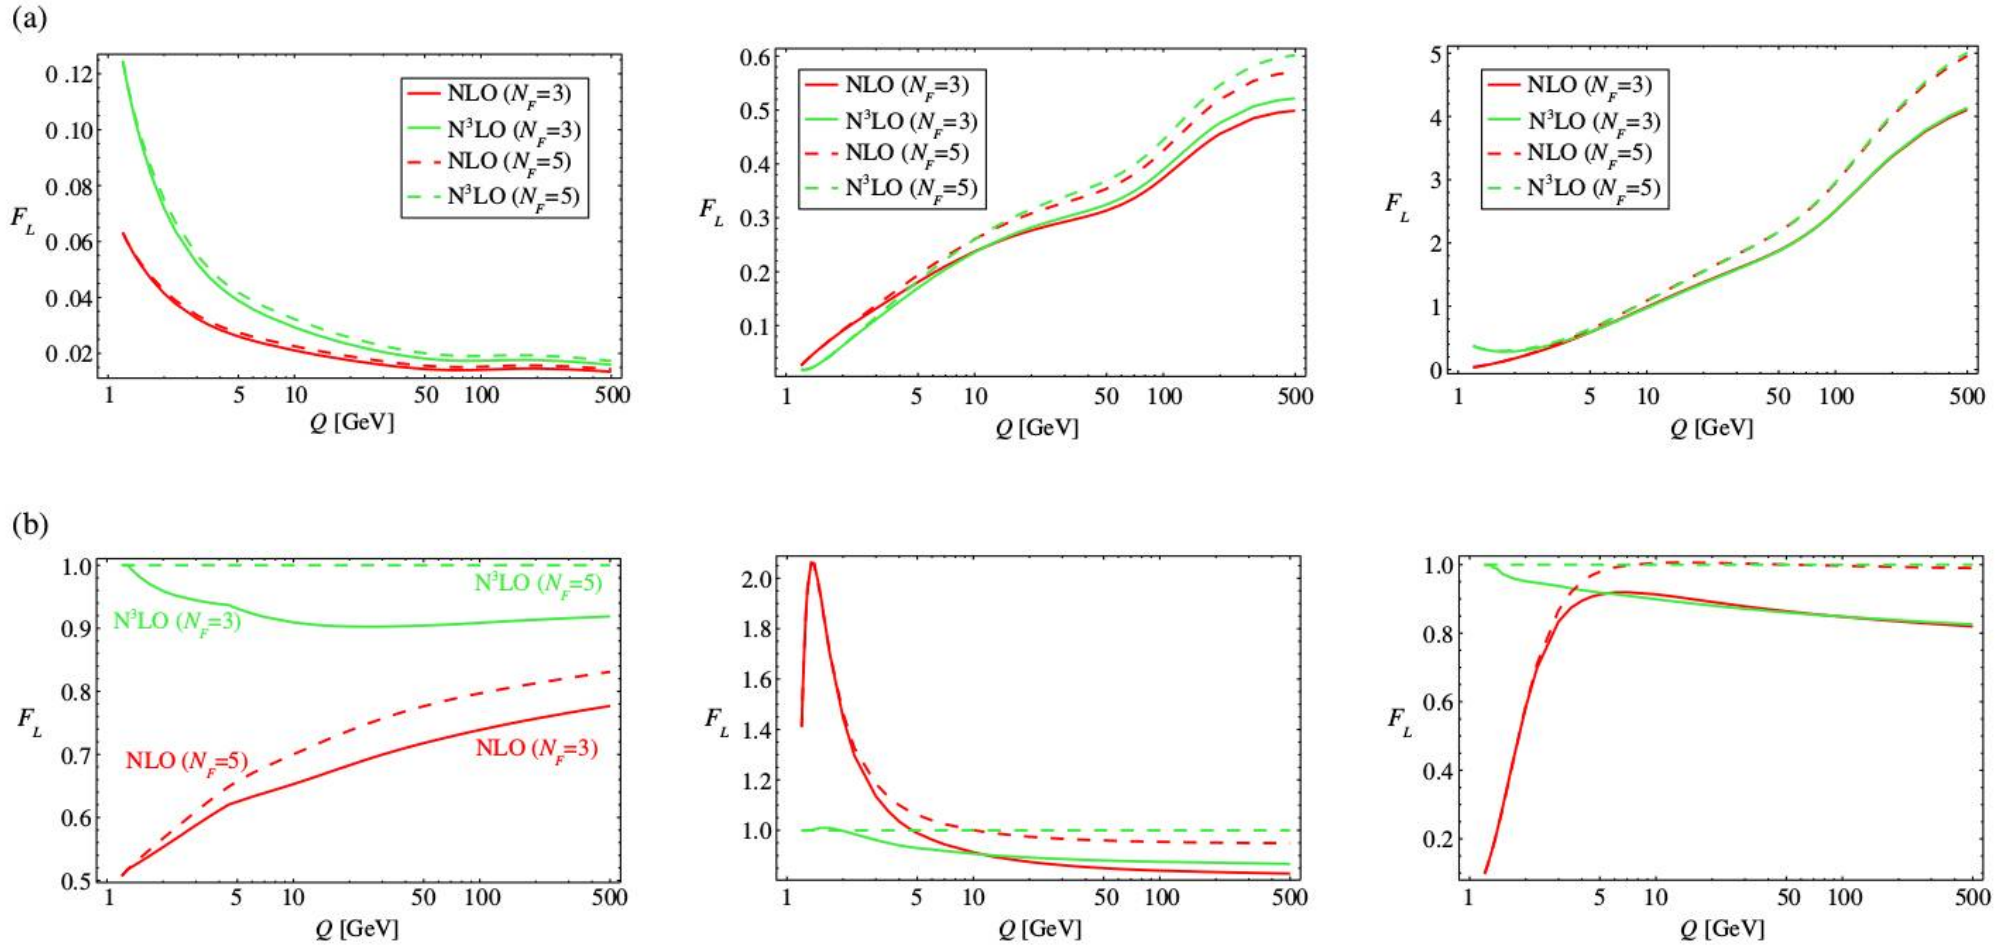 (a)
0.12
0.10
0.08
0.06
0.04
0.02
F_L
NLO (N_F=3)
N³LO (N_F=3)
NLO (N_F=5)
N³LO (N_F=5)
1 5 10 50 100 500
Q [GeV]
0.6
0.5
0.4
0.3
0.2
0.1
F_L
NLO (N_F=3)
N³LO (N_F=3)
NLO (N_F=5)
N³LO (N_F=5)
1 5 10 50 100 500
Q [GeV]
5
4
3
2
1
0
F_L
NLO (N_F=3)
N³LO (N_F=3)
NLO (N_F=5)
N³LO (N_F=5)
1 5 10 50 100 500
Q [GeV]
(b)
1.0
0.9
0.8
0.7
0.6
0.5
F_L
N³LO (N_F=5)
N³LO (N_F=3)
NLO (N_F=5)
NLO (N_F=3)
1 5 10 50 100 500
Q [GeV]
2.0
1.8
1.6
1.4
1.2
1.0
F_L
1 5 10 50 100 500
Q [GeV]
1.0
0.8
0.6
0.4
0.2
F_L
1 5 10 50 100 500
Q [GeV]